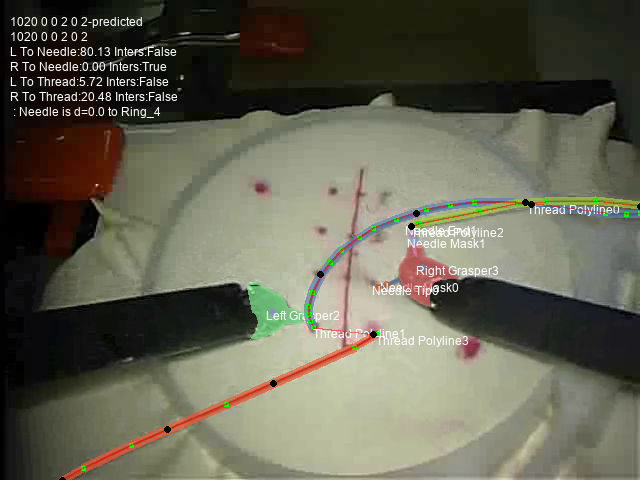 1020 0 0 2 0 2-predicted
1020 0 0 2 0 2
L To Needle:80.13 Inters:False
R To Needle:0.00 Inters:True
L To Thread:5.72 Inters:False
R To Thread:20.48 Inters:False
: Needle is d=0.0 to Ring_4
Thread Polyline0
Thread Polyline2
Needle Mask1
Right Grasper3
Left Grasper2
Thread Polyline1
Thread Polyline3